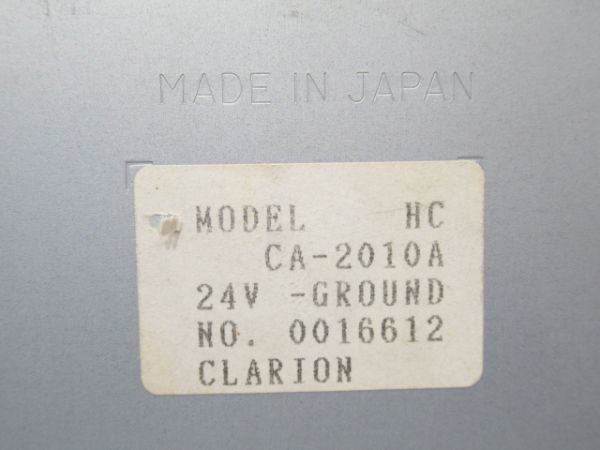 MADE IN JAPAN
MODEL HC
CA-2010A
24V -GROUND
NO. 0016612
CLARION